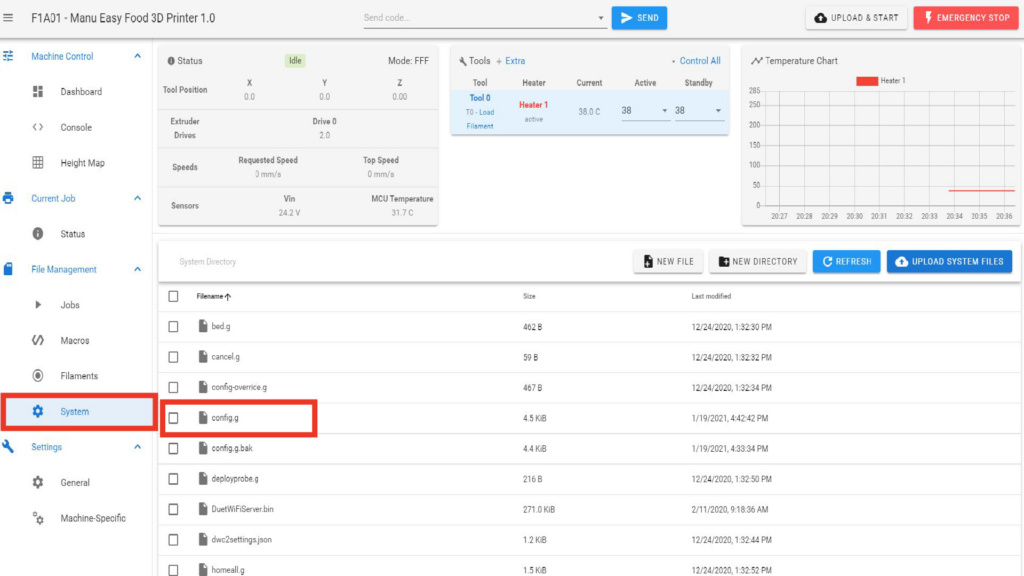 F1A01 - Manu Easy Food 3D Printer 1.0
Send code...
SEND
UPLOAD & START
EMERGENCY STOP
Machine Control
Dashboard
Console
Height Map
Current Job
Status
File Management
Jobs
Macros
Filaments
System
Settings
General
Machine-Specific
Status
Idle
Mode: FFF
Tool Position
X Y Z
0.0 0.0 0.00
Extruder Drives
Drive 0
2.0
Speeds
Requested Speed Top Speed
0 mm/s 0 mm/s
Sensors
Vin MCU Temperature
24.2 V 31.7 C
Tools + Extra
Control All
Tool Heater Current Active Standby
Tool 0
T0 - Load Filament
Heater 1
active
38.0 C
38
38
Temperature Chart
Heater 1
285
250
200
150
100
50
0
20:27 20:28 20:29 20:30 20:31 20:32 20:33 20:34 20:35 20:36
System Directory
NEW FILE
NEW DIRECTORY
REFRESH
UPLOAD SYSTEM FILES
Filename Size Last modified
bed.g 462 B 12/24/2020, 1:32:30 PM
cancel.g 59 B 12/24/2020, 1:32:32 PM
config-override.g 467 B 12/24/2020, 1:32:34 PM
config.g 4.5 KiB 1/19/2021, 4:42:42 PM
config.g.bak 4.4 KiB 1/19/2021, 4:33:34 PM
deployprobe.g 216 B 12/24/2020, 1:32:50 PM
DuetWiFiServer.bin 271.0 KiB 2/11/2020, 9:18:36 AM
dwc2settings.json 1.2 KiB 12/24/2020, 1:32:44 PM
homeall.g 1.5 KiB 12/24/2020, 1:32:52 PM